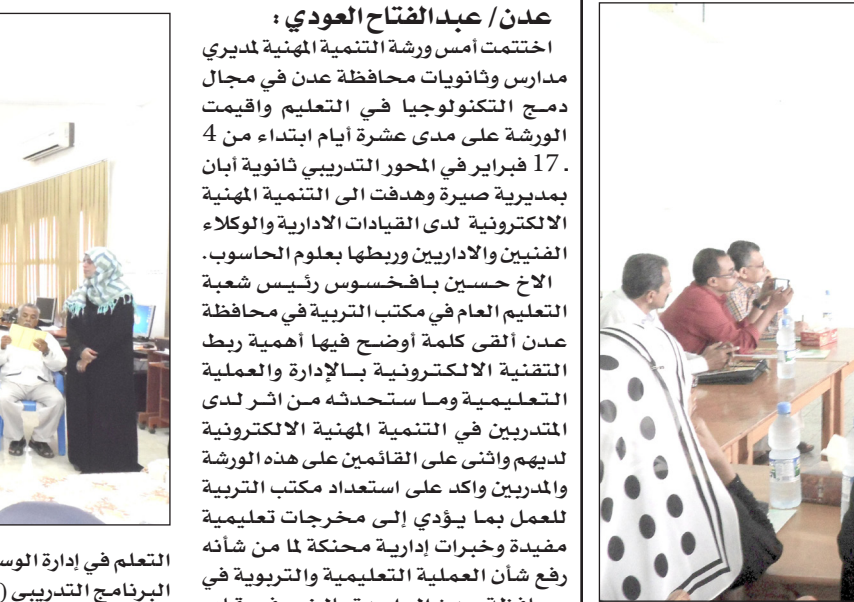 عدن/ عبدالفتاح العودي :
اختتمت أمس ورشة التنمية المهنية لمديري
مدارس وثانويات محافظة عدن في مجال
دمج التكنولوجيا في التعليم واقيمت
الورشة على مدى عشرة أيام ابتداء من 4
. 17 فبراير في المحور التدريبي ثانوية أبان
بمديرية صيرة وهدفت الى التنمية المهنية
الالكترونية لدى القيادات الادارية والوكلاء
الفنيين والاداريين وربطها بعلوم الحاسوب.
الاخ حسين بافخسوس رئيس شعبة
التعليم العام في مكتب التربية في محافظة
عدن ألقى كلمة أوضح فيها أهمية ربط
التقنية الالكترونية بالإدارة والعملية
التعليمية وما ستحدثه من اثر لدى
المتدربين في التنمية المهنية الالكترونية
لديهم واثنى على القائمين على هذه الورشة
والمدربين واكد على استعداد مكتب التربية
للعمل بما يؤدي إلى مخرجات تعليمية
مفيدة وخبرات إدارية محنكة لما من شأنه
رفع شأن العملية التعليمية والتربوية في
التعلم في إدارة
البرنامج التدريبي (